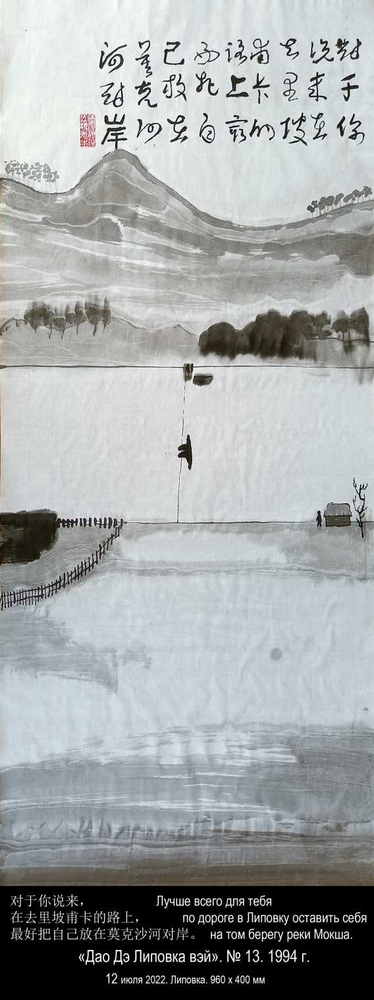 對于你
说来在
去里坡
甫卡的
路上最
好把自
己放在
莫克沙
河对岸
对于你说来，
在去里坡甫卡的路上，
最好把自己放在莫克沙河对岸。
Лучше всего для тебя
по дороге в Липовку оставить себя
на том берегу реки Мокша.
«Дао Дэ Липовка вэй». № 13. 1994 г.
12 июля 2022. Липовка. 960 х 400 мм